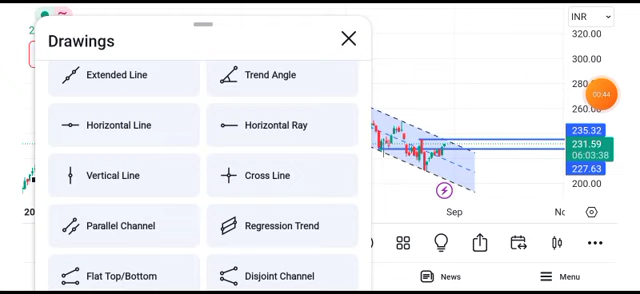 Drawings
INR
320.00
300.00
280.00
Extended Line
Trend Angle
00:44
Horizontal Line
Horizontal Ray
235.32
231.59
06:03:38
227.63
Vertical Line
Cross Line
200.00
Sep
Parallel Channel
Regression Trend
News
Menu
Flat Top/Bottom
Disjoint Channel